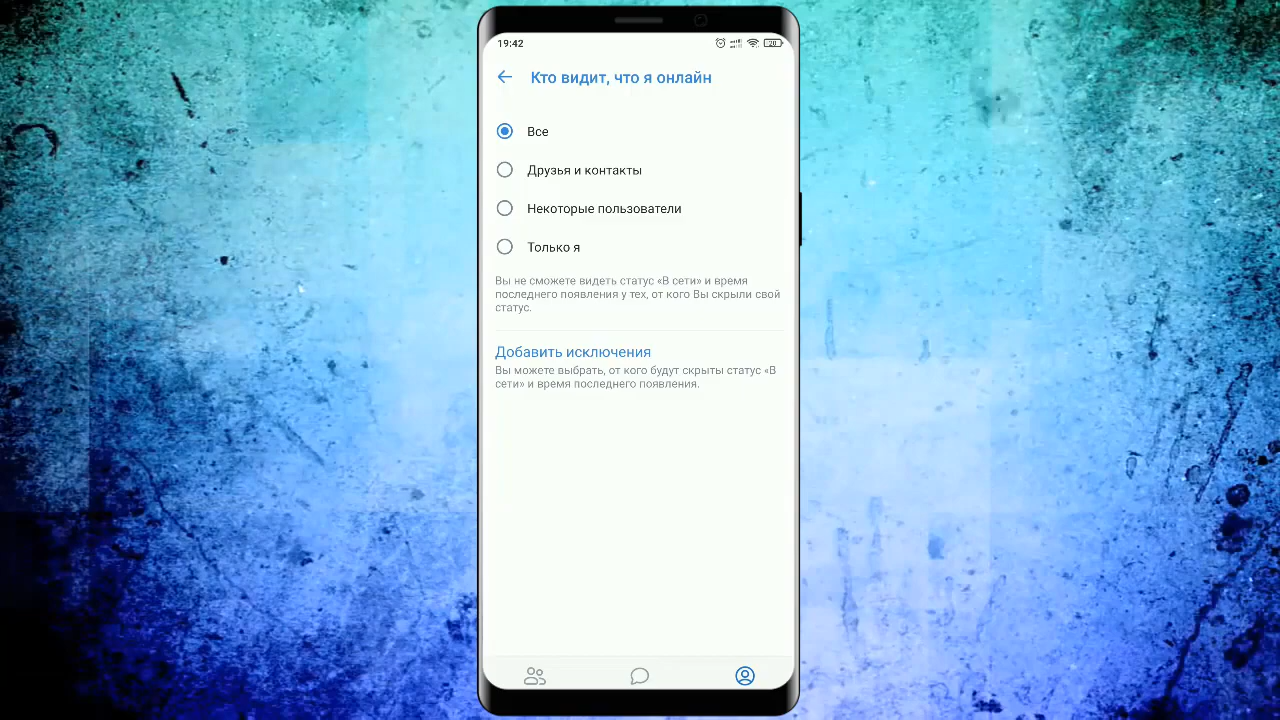 19:42
20
Кто видит, что я онлайн
Все
Друзья и контакты
Некоторые пользователи
Только я
Вы не сможете видеть статус «В сети» и время
последнего появления у тех, от кого Вы скрыли свой
статус.
Добавить исключения
Вы можете выбрать, от кого будут скрыты статус «В
сети» и время последнего появления.